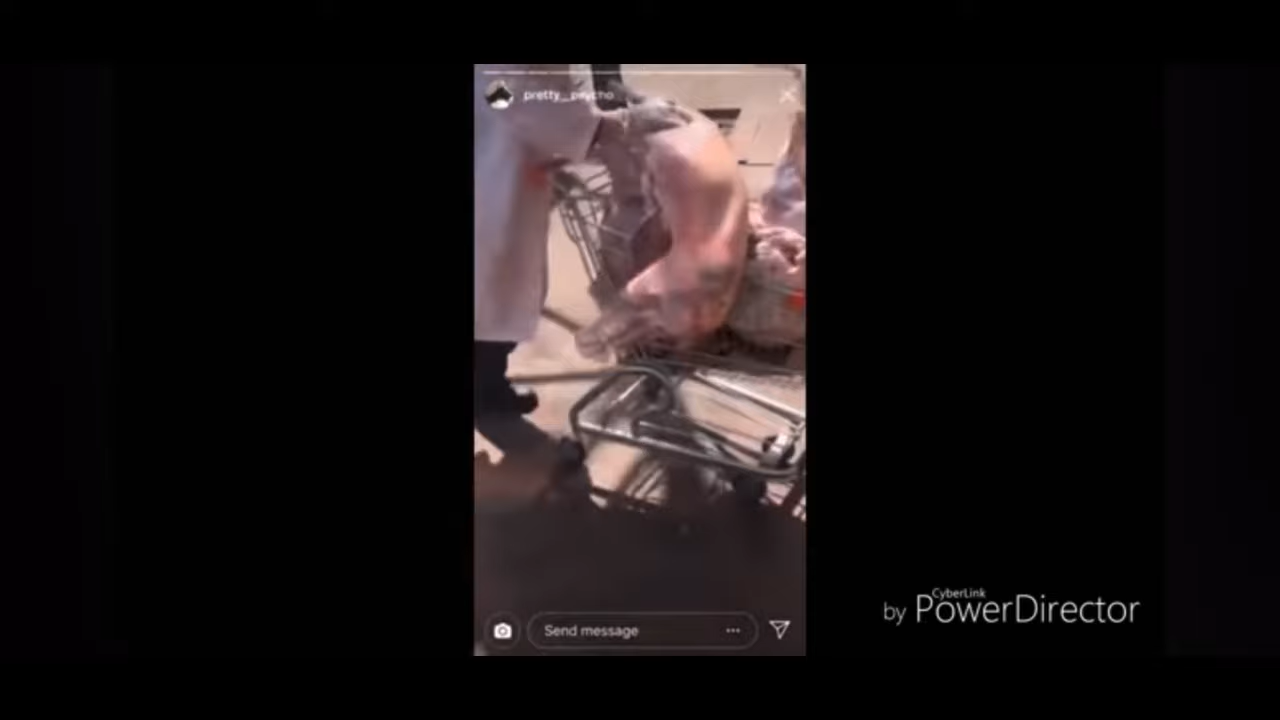 pretty__psycho
Send message
CyberLink
by PowerDirector